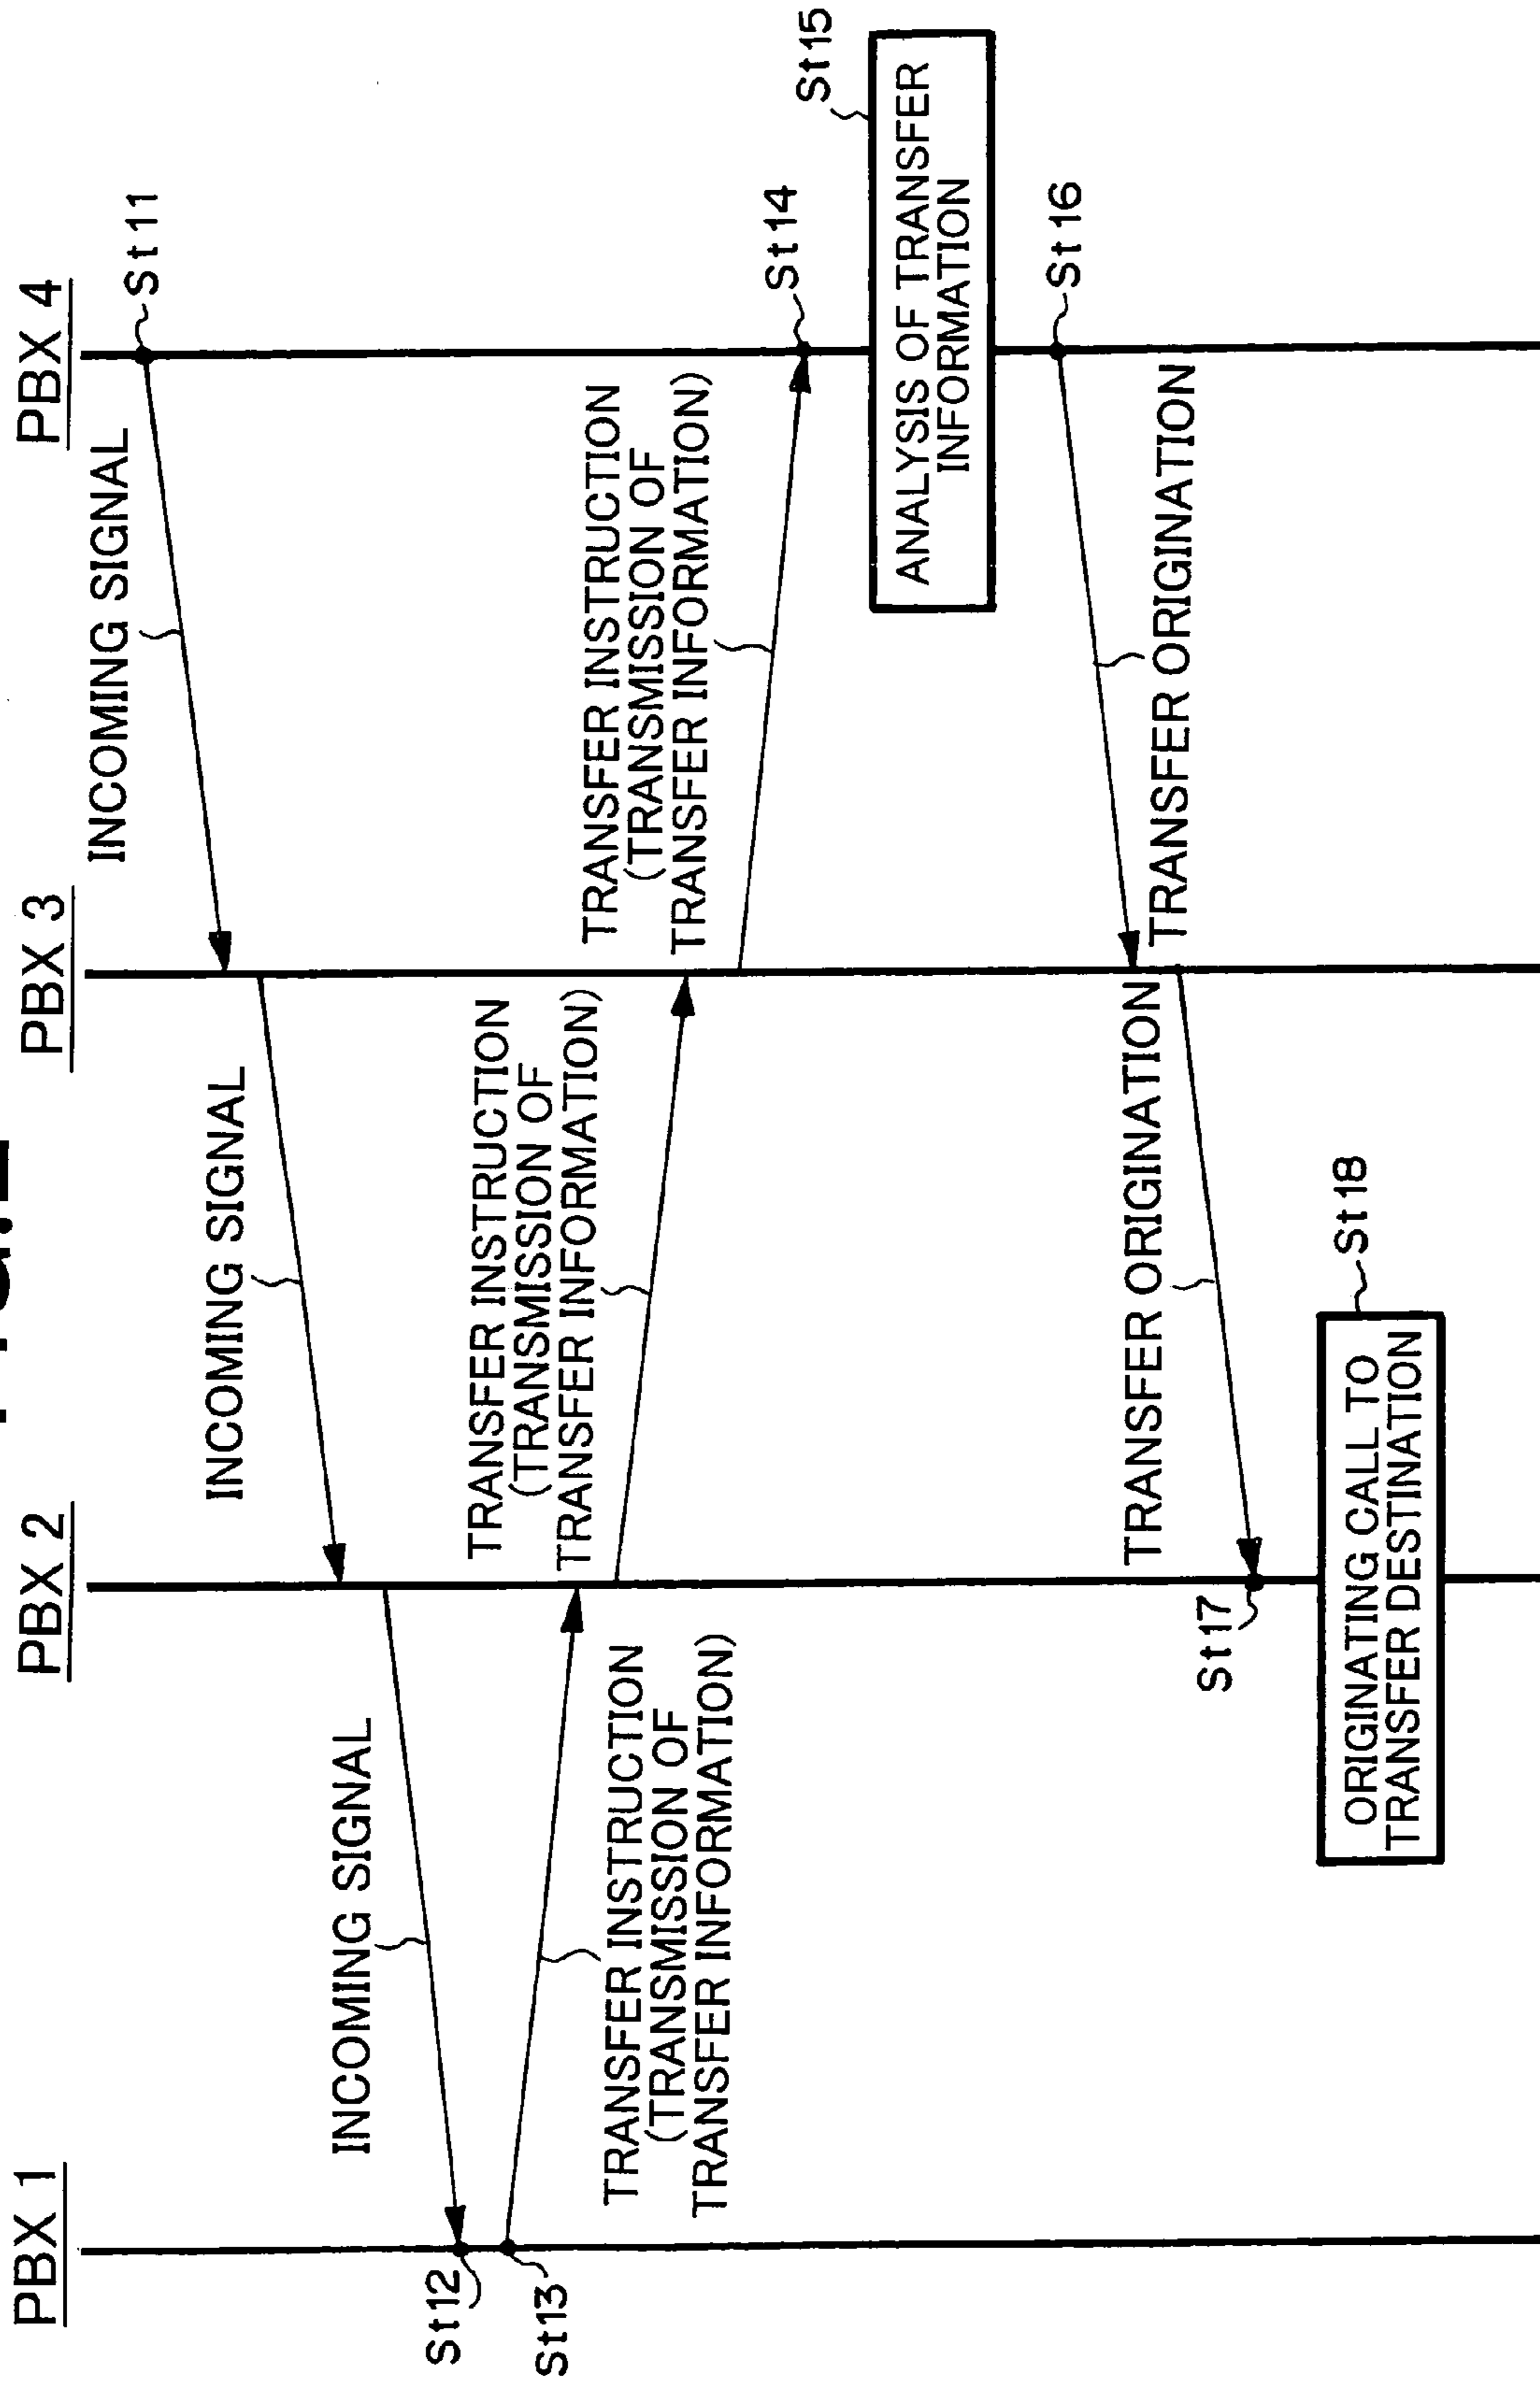 PBX 1
PBX 2
PBX 3
PBX 4
St11
INCOMING SIGNAL
INCOMING SIGNAL
INCOMING SIGNAL
St12
St13
TRANSFER INSTRUCTION
(TRANSMISSION OF
TRANSFER INFORMATION)
TRANSFER INSTRUCTION
(TRANSMISSION OF
TRANSFER INFORMATION)
TRANSFER INSTRUCTION
(TRANSMISSION OF
TRANSFER INFORMATION)
St14
St15
ANALYSIS OF TRANSFER
INFORMATION
St16
TRANSFER ORIGINATION
TRANSFER ORIGINATION
St17
St18
ORIGINATING CALL TO
TRANSFER DESTINATION